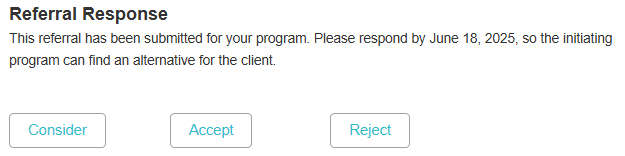 Referral Response
This referral has been submitted for your program. Please respond by June 18, 2025, so the initiating
program can find an alternative for the client.
Consider Accept Reject